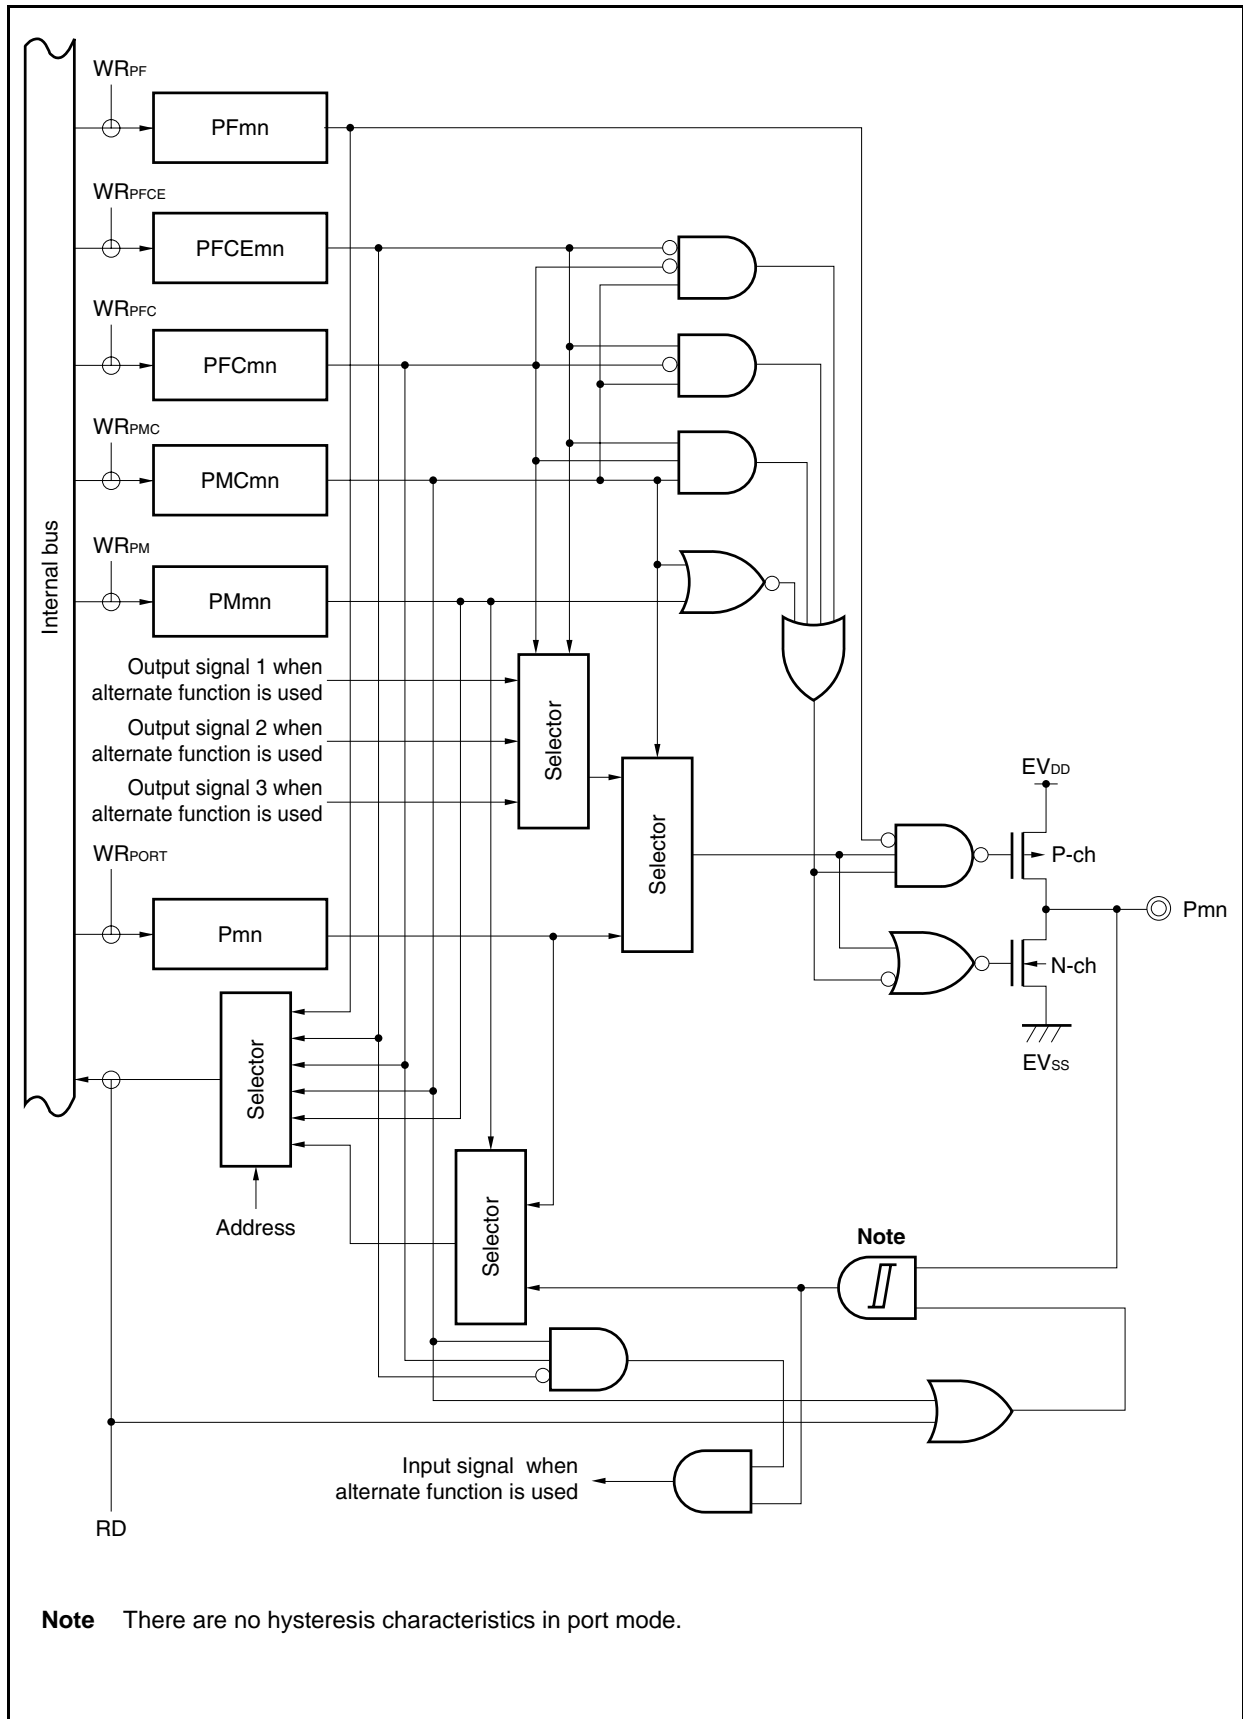 WRPF
PFmn
WRPFCE
PFCEmn
WRPFC
PFCmn
WRPMC
PMCmn
Internal bus
WRPM
PMmn
Output signal 1 when
alternate function is used
Output signal 2 when
alternate function is used
Output signal 3 when
alternate function is used
Selector
Selector
EVDD
P-ch
WRPORT
Pmn
Pmn
N-ch
EVSS
Selector
Address
Selector
Note
Input signal when
alternate function is used
RD
Note There are no hysteresis characteristics in port mode.